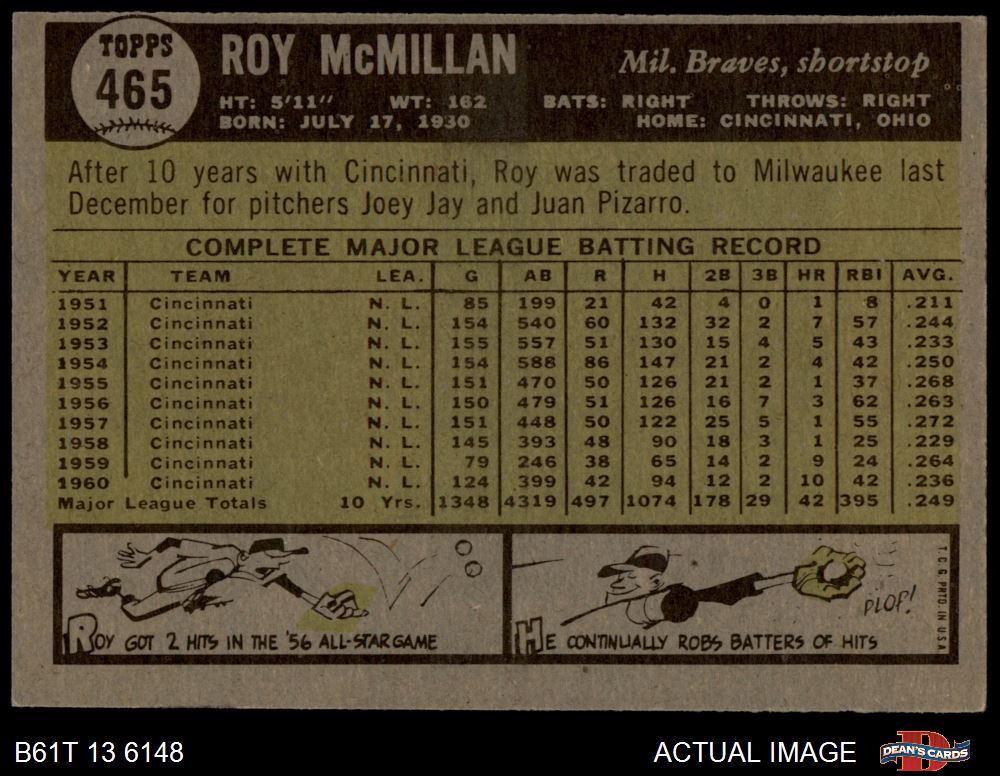 TOPPS
465
ROY McMILLAN
Mil. Braves, shortstop
HT: 5'11" WT: 162 BATS: RIGHT THROWS: RIGHT
BORN: JULY 17, 1930 HOME: CINCINNATI, OHIO
After 10 years with Cincinnati, Roy was traded to Milwaukee last
December for pitchers Joey Jay and Juan Pizarro.
COMPLETE MAJOR LEAGUE BATTING RECORD
YEAR TEAM LEA. G AB R H 2B 3B HR RBI AVG.
1951 Cincinnati N. L. 85 199 21 42 4 0 1 8 .211
1952 Cincinnati N. L. 154 540 60 132 32 2 7 57 .244
1953 Cincinnati N. L. 155 557 51 130 15 4 5 43 .233
1954 Cincinnati N. L. 154 588 86 147 21 2 4 42 .250
1955 Cincinnati N. L. 151 470 50 126 21 2 1 37 .268
1956 Cincinnati N. L. 150 479 51 126 16 7 3 62 .263
1957 Cincinnati N. L. 151 448 50 122 25 5 1 55 .272
1958 Cincinnati N. L. 145 393 48 90 18 3 1 25 .229
1959 Cincinnati N. L. 79 246 38 65 14 2 9 24 .264
1960 Cincinnati N. L. 124 399 42 94 12 2 10 42 .236
Major League Totals 10 Yrs. 1348 4319 497 1074 178 29 42 395 .249
ROY GOT 2 HITS IN THE '56 ALL-STAR GAME
PLOP!
HE CONTINUALLY ROBS BATTERS OF HITS
T. C. G. PRTD. IN U.S.A.
B61T 13 6148
ACTUAL IMAGE
DEAN'S CARDS